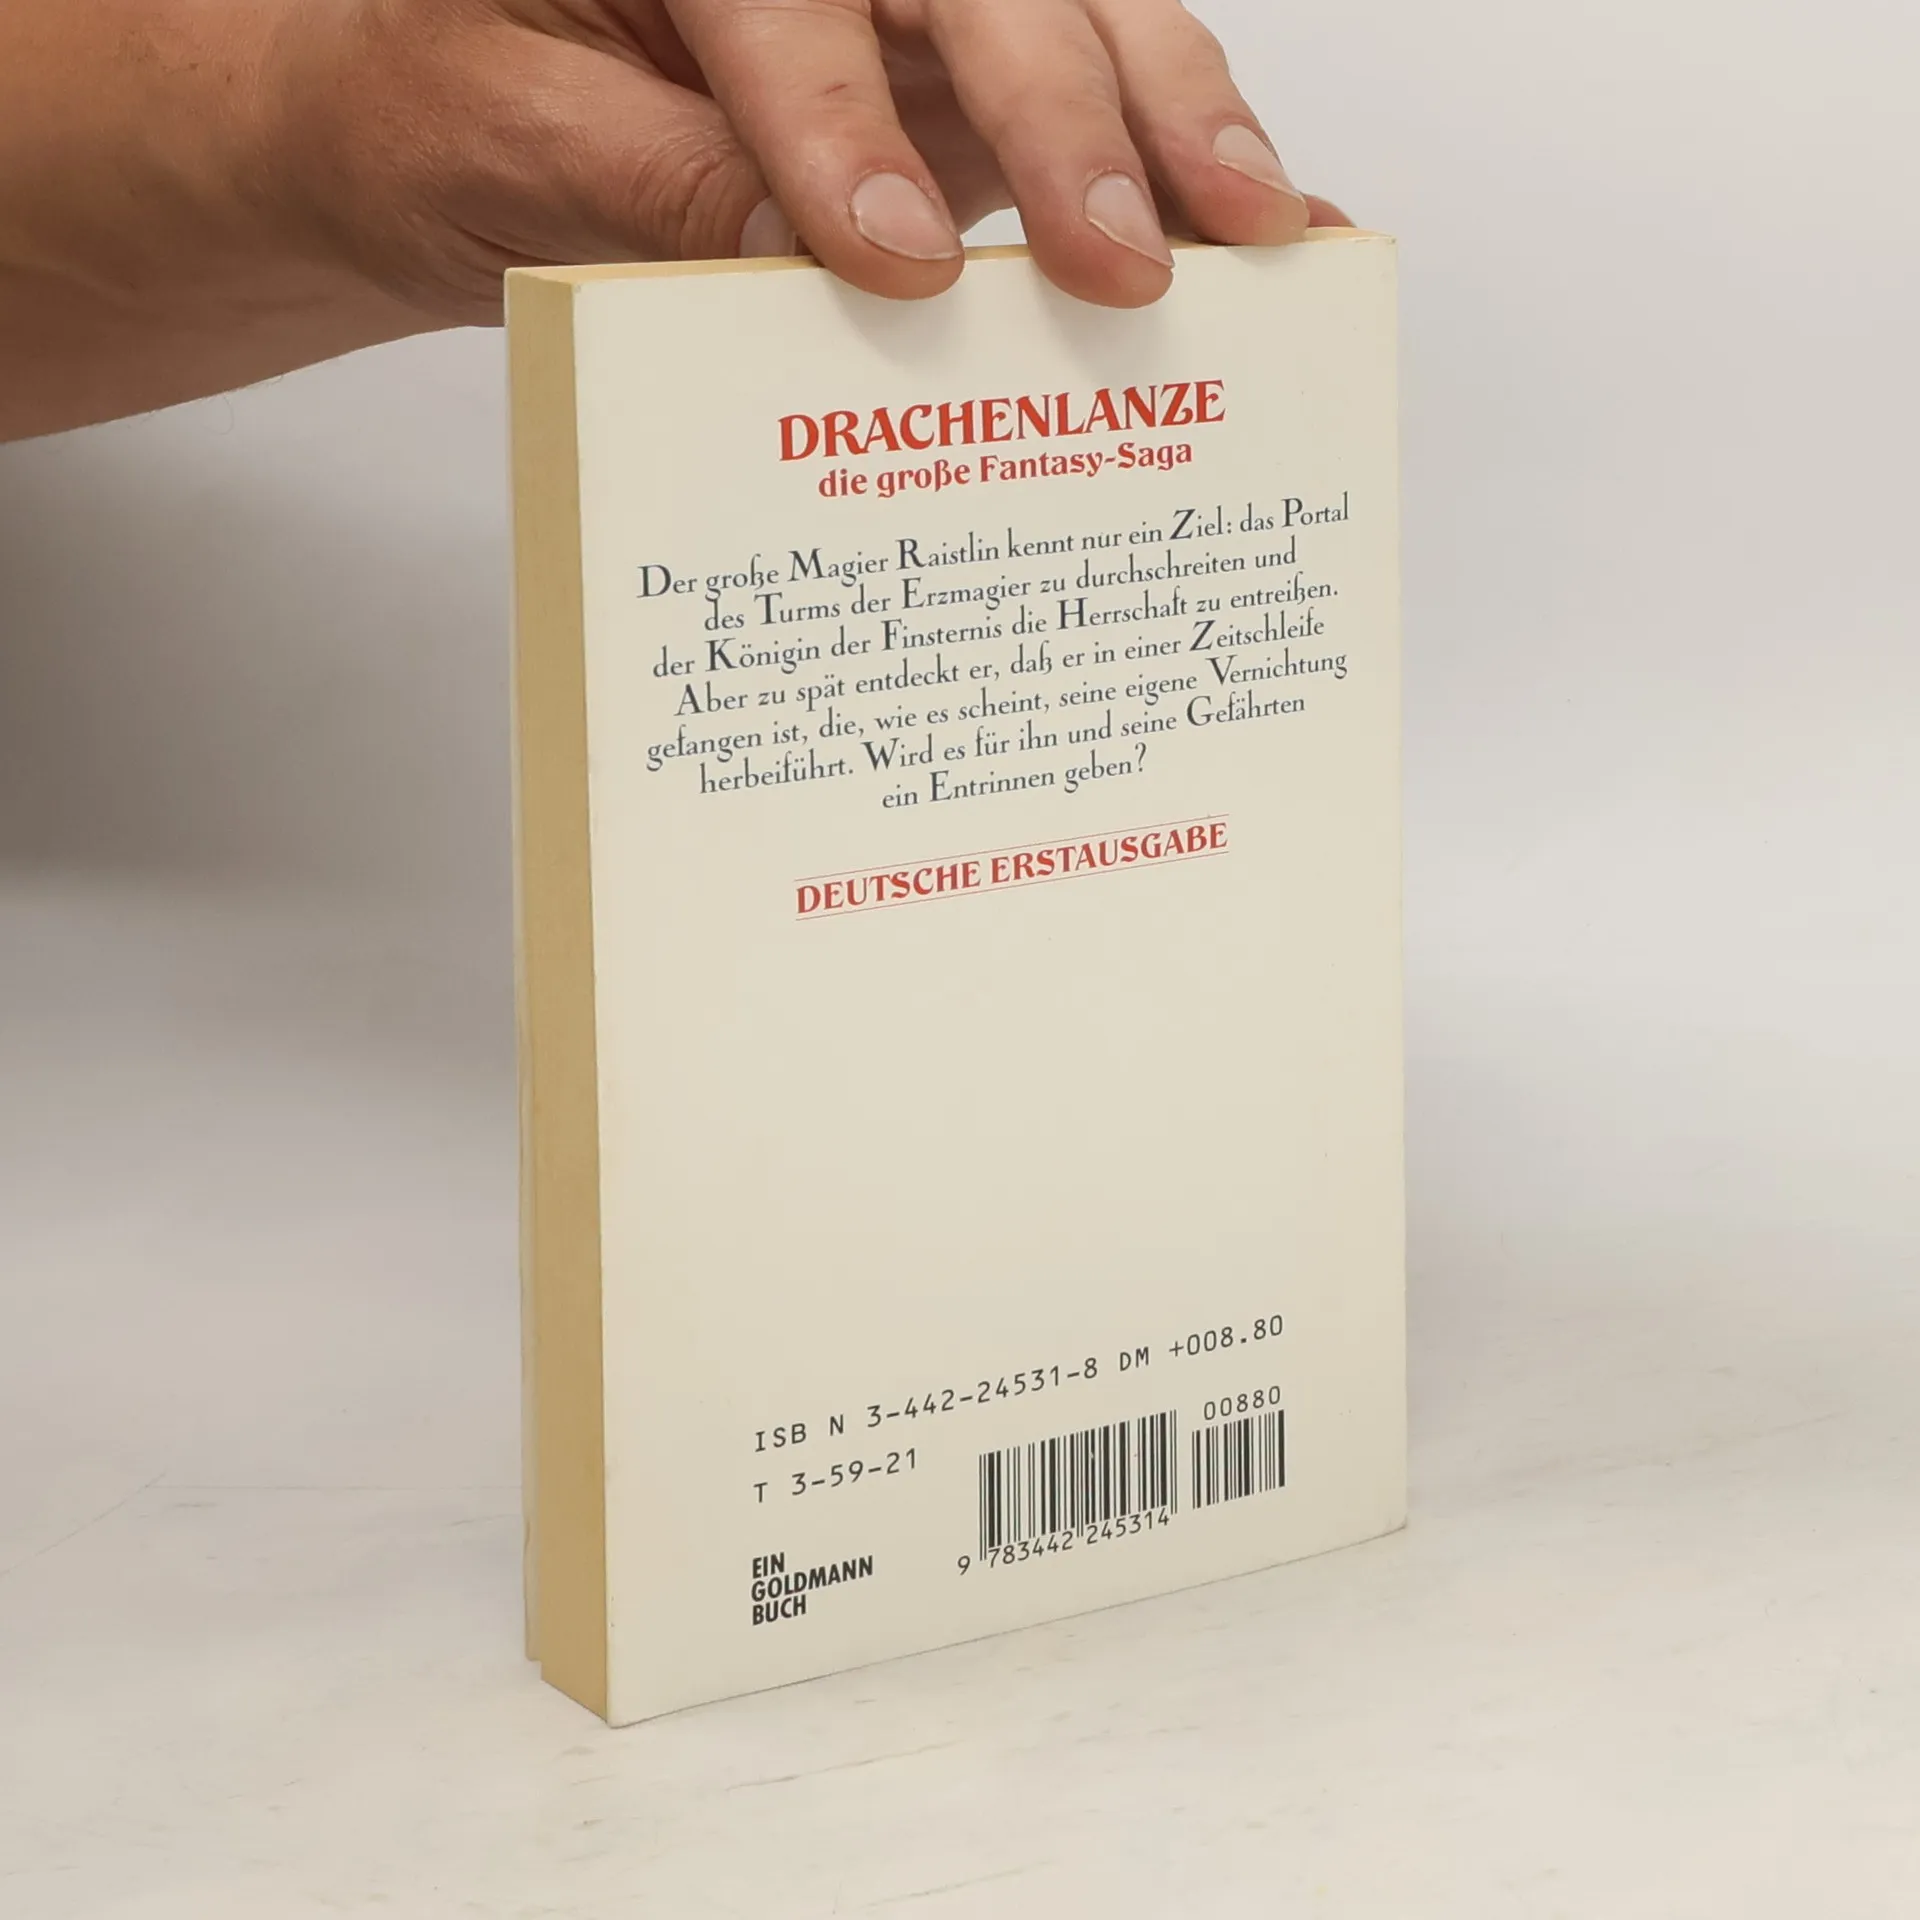 DRACHENLANZE
die große Fantasy-Saga
Der große Magier Raistlin kennt nur ein Ziel: das Portal
des Turms der Erzmagier zu durchschreiten und
der Königin der Finsternis die Herrschaft zu entreißen.
Aber zu spät entdeckt er, daß er in einer Zeitschleife
gefangen ist, die, wie es scheint, seine eigene Vernichtung
herbeiführt. Wird es für ihn und seine Gefährten
ein Entrinnen geben?
DEUTSCHE ERSTAUSGABE
ISB N 3-442-24531-8 DM +008.80
T 3-59-21
00880
9 783442 245314
EIN
GOLDMANN
BUCH